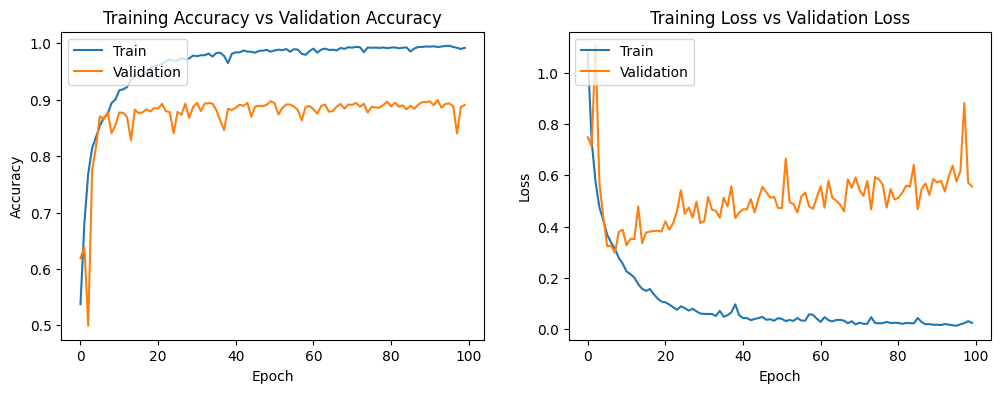 Training Accuracy vs Validation Accuracy
1.0
0.9
0.8
0.7
0.6
0.5
Accuracy
Train
Validation
0
20
40
60
80
100
Epoch
Training Loss vs Validation Loss
1.0
0.8
0.6
0.4
0.2
0.0
Loss
Train
Validation
0
20
40
60
80
100
Epoch